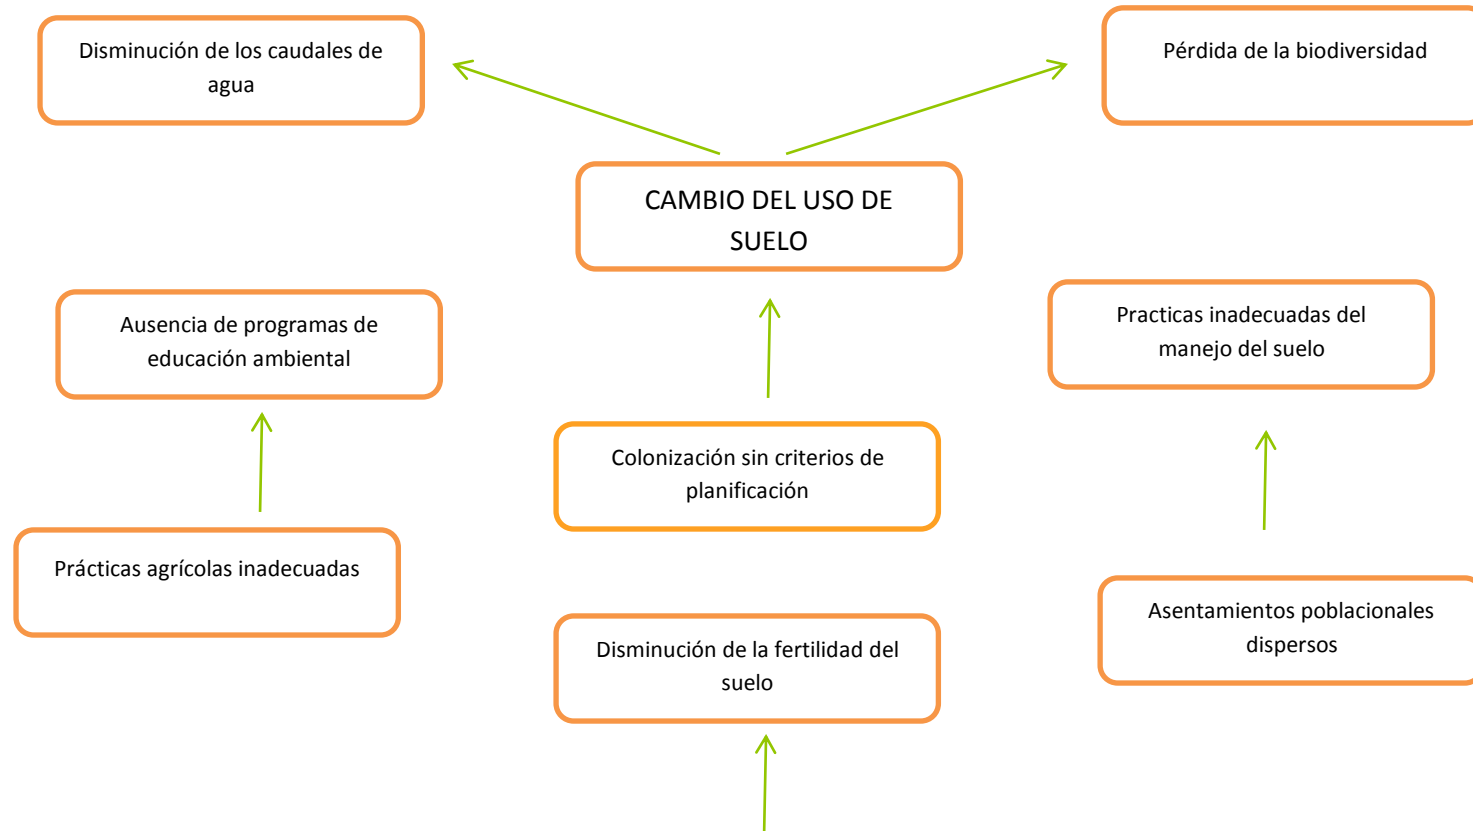 Disminución de los caudales de
agua
Pérdida de la biodiversidad
CAMBIO DEL USO DE
SUELO
Ausencia de programas de
educación ambiental
Practicas inadecuadas del
manejo del suelo
Colonización sin criterios de
planificación
Prácticas agrícolas inadecuadas
Asentamientos poblacionales
dispersos
Disminución de la fertilidad del
suelo